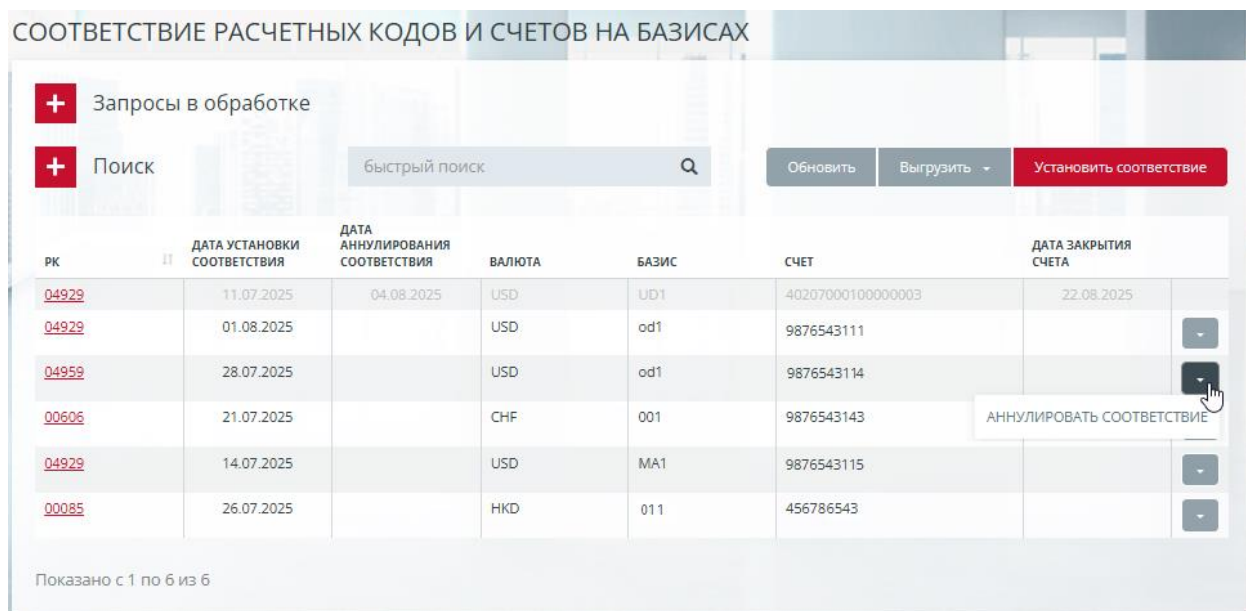 СООТВЕТСТВИЕ РАСЧЕТНЫХ КОДОВ И СЧЕТОВ НА БАЗИСАХ
Запросы в обработке
Поиск быстрый поиск Обновить Выгрузить Установить соответствие
РК ДАТА УСТАНОВКИ СООТВЕТСТВИЯ ДАТА АННУЛИРОВАНИЯ СООТВЕТСТВИЯ ВАЛЮТА БАЗИС СЧЕТ ДАТА ЗАКРЫТИЯ СЧЕТА
04929 11.07.2025 04.08.2025 USD UD1 40207000100000003 22.08.2025
04929 01.08.2025 USD od1 9876543111
04959 28.07.2025 USD od1 9876543114
00606 21.07.2025 CHF 001 9876543143 АННУЛИРОВАТЬ СООТВЕТСТВИЕ
04929 14.07.2025 USD MA1 9876543115
00085 26.07.2025 HKD 011 456786543
Показано с 1 по 6 из 6